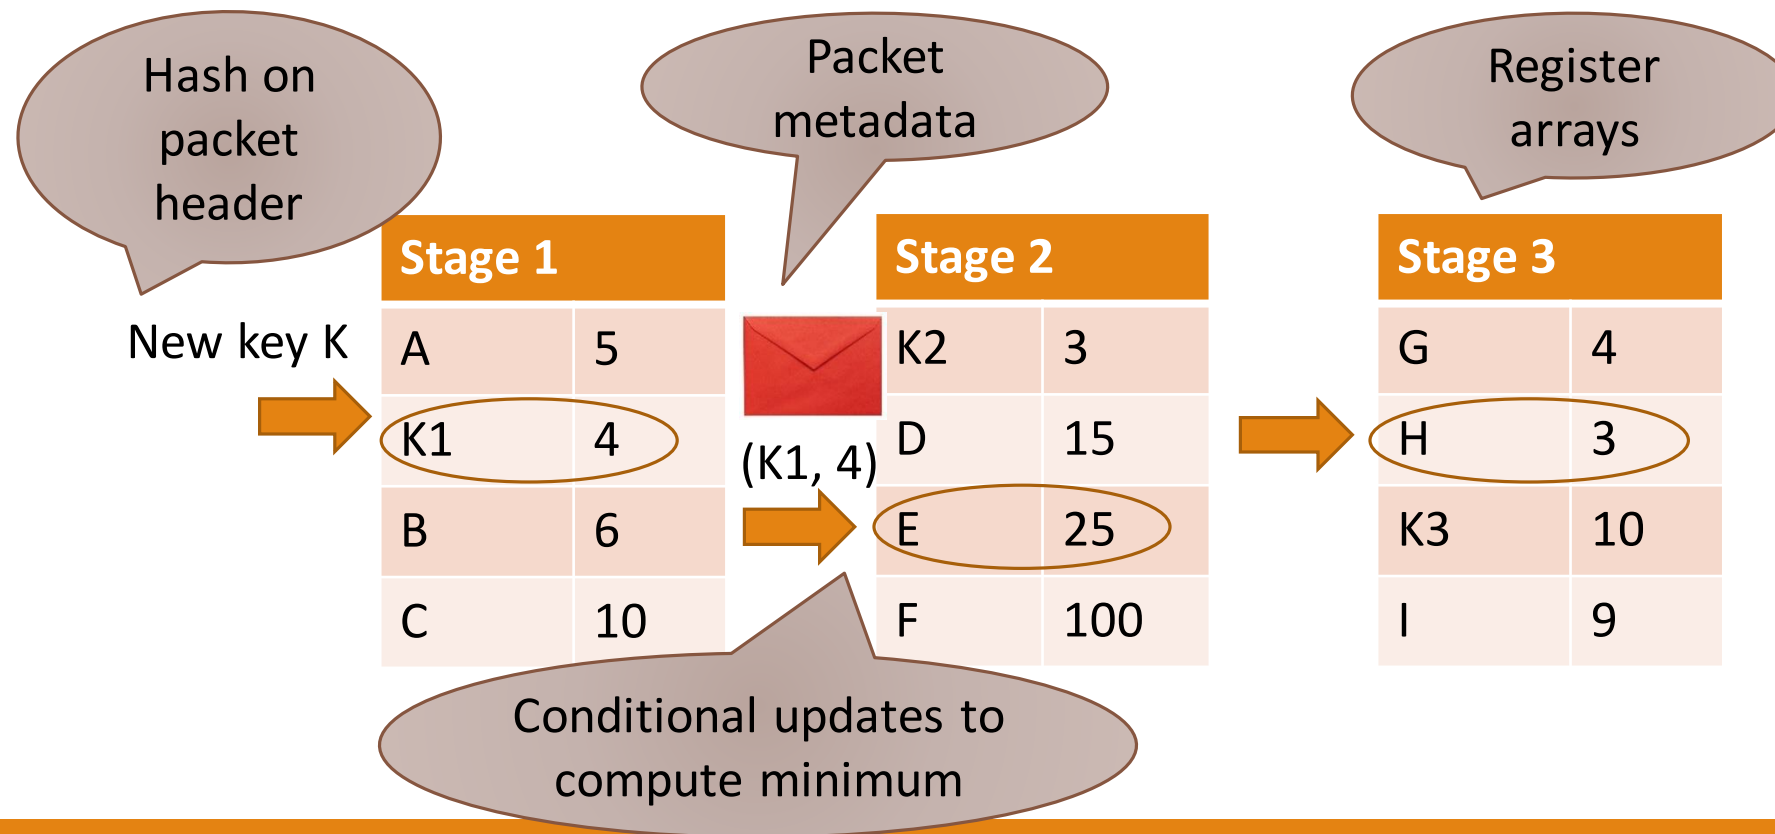 Hash on
packet
header
Packet
metadata
Register
arrays
New key K
Stage 1
A 5
K1 4
B 6
C 10
(K1, 4)
Stage 2
K2 3
D 15
E 25
F 100
Stage 3
G 4
H 3
K3 10
I 9
Conditional updates to
compute minimum